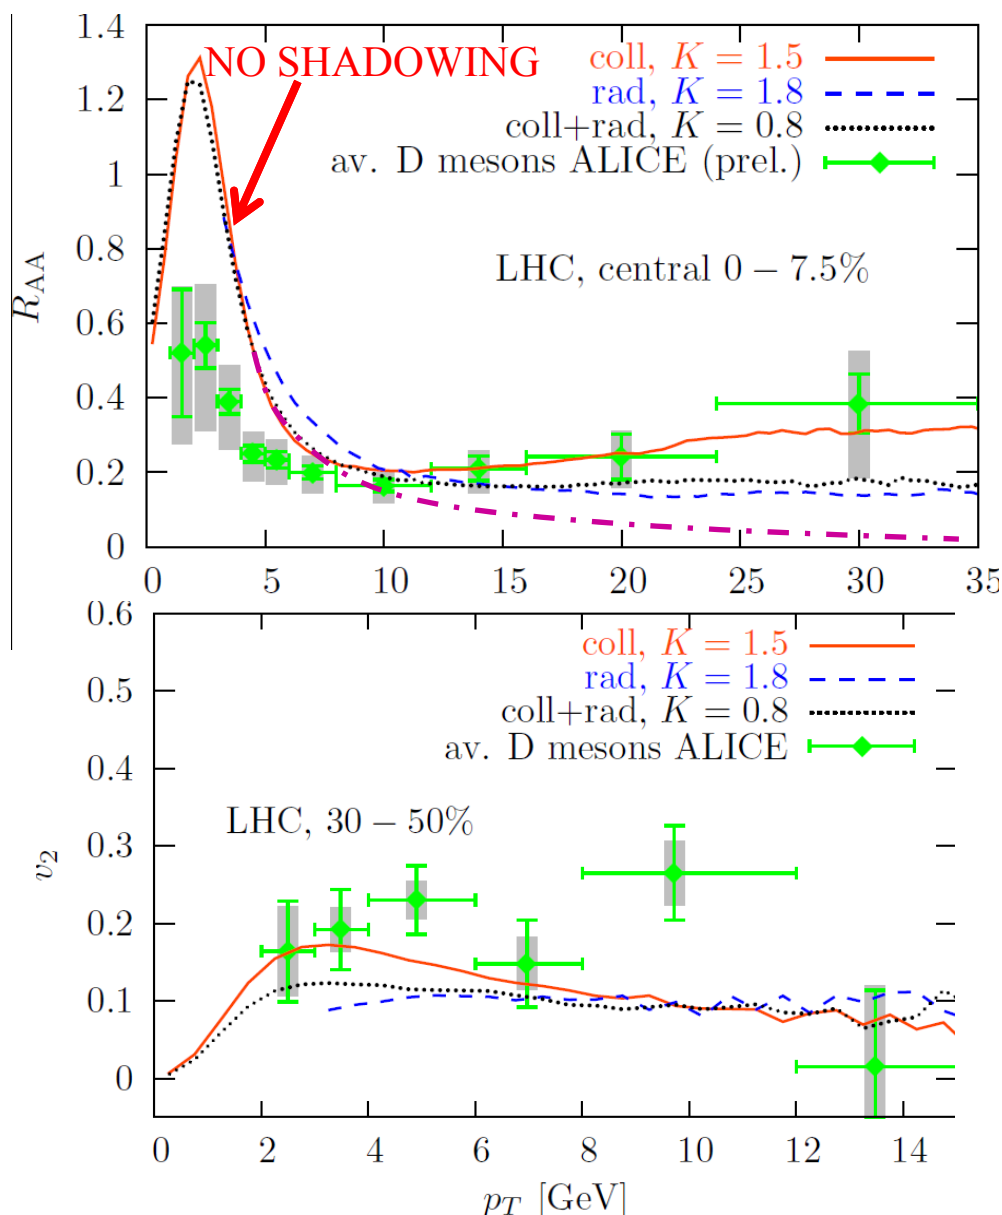 1.4
NO SHADOWING
coll, K = 1.5
1.2
rad, K = 1.8
coll+rad, K = 0.8
av. D mesons ALICE (prel.)
1
0.8
LHC, central 0 − 7.5%
R_AA
0.6
0.4
0.2
0
0 5 10 15 20 25 30 35
0.6
coll, K = 1.5
rad, K = 1.8
0.5
coll+rad, K = 0.8
av. D mesons ALICE
0.4
LHC, 30 − 50%
0.3
v_2
0.2
0.1
0
0 2 4 6 8 10 12 14
p_T [GeV]